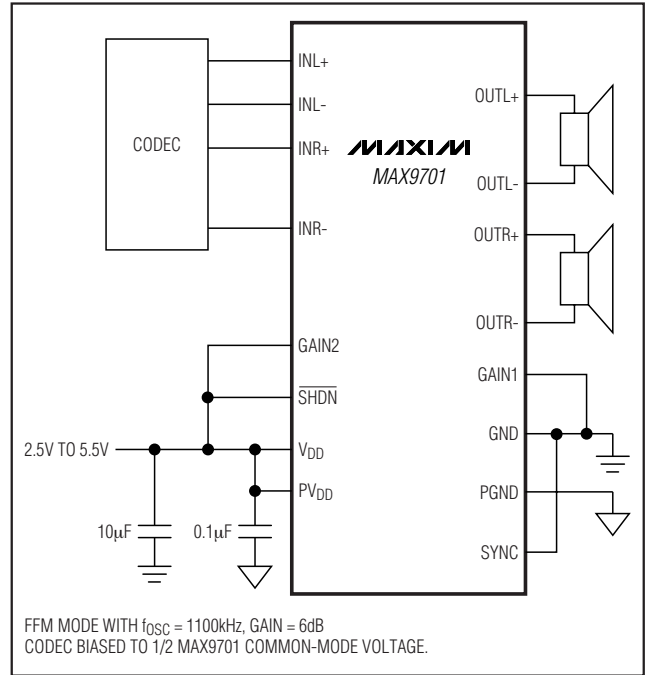 CODEC
INL+
INL-
INR+
INR-
MAXIM
MAX9701
OUTL+
OUTL-
OUTR+
OUTR-
GAIN2
SHDN
VDD
PVDD
GAIN1
GND
PGND
SYNC
2.5V TO 5.5V
10μF
0.1μF
FFM MODE WITH fOSC = 1100kHz, GAIN = 6dB
CODEC BIASED TO 1/2 MAX9701 COMMON-MODE VOLTAGE.